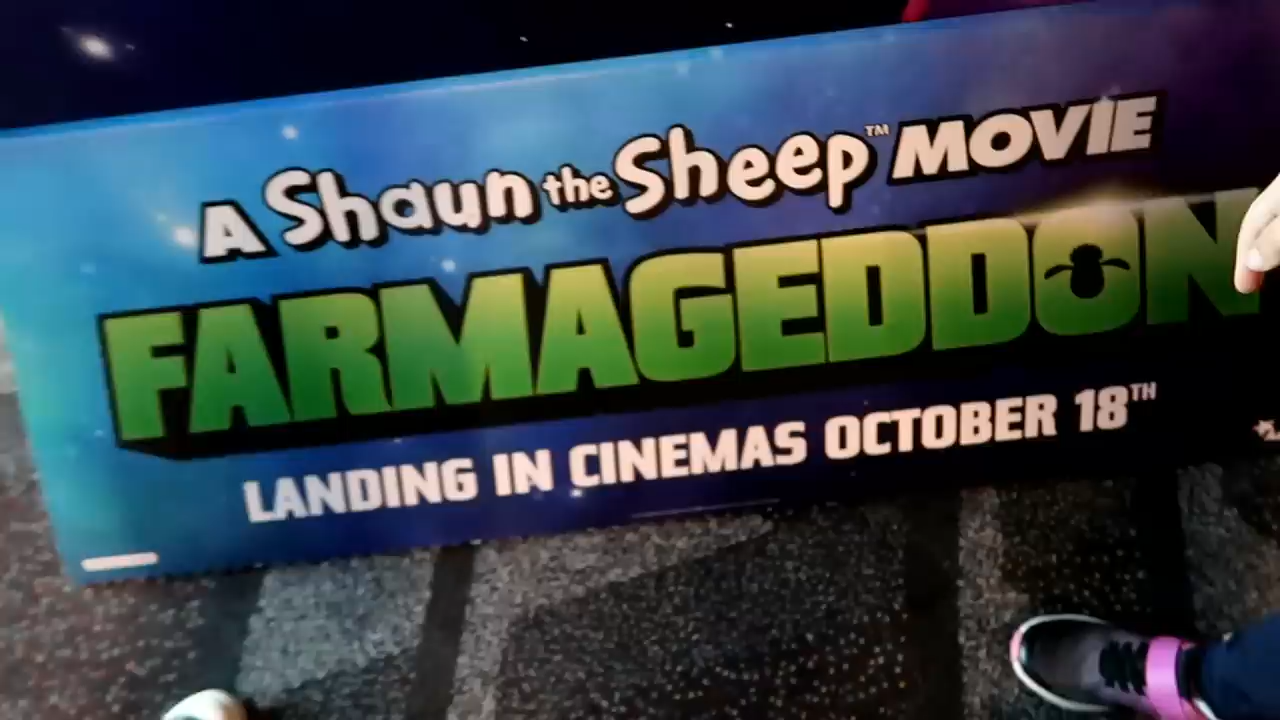 A Shaun the Sheep™ MOVIE
FARMAGEDDON
LANDING IN CINEMAS OCTOBER 18TH